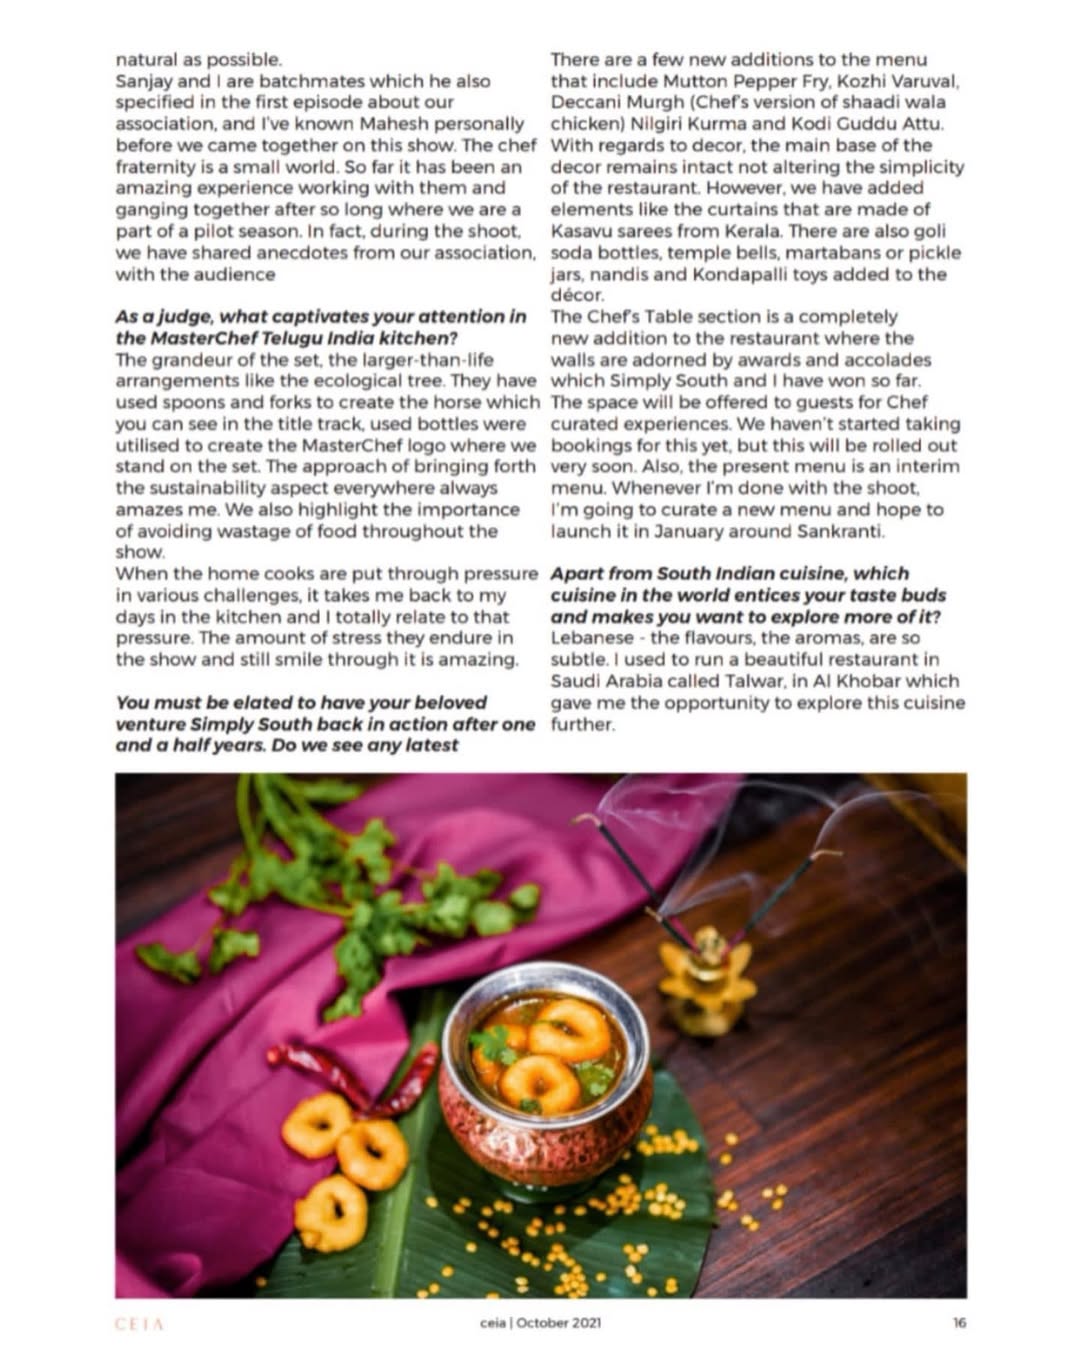 natural as possible.
Sanjay and I are batchmates which he also
specified in the first episode about our
association, and I've known Mahesh personally
before we came together on this show. The chef
fraternity is a small world. So far it has been an
amazing experience working with them and
ganging together after so long where we are a
part of a pilot season. In fact, during the shoot,
we have shared anecdotes from our association,
with the audience
As a judge, what captivates your attention in
the MasterChef Telugu India kitchen?
The grandeur of the set, the larger-than-life
arrangements like the ecological tree. They have
used spoons and forks to create the horse which
you can see in the title track, used bottles were
utilised to create the MasterChef logo where we
stand on the set. The approach of bringing forth
the sustainability aspect everywhere always
amazes me. We also highlight the importance
of avoiding wastage of food throughout the
show.
When the home cooks are put through pressure
in various challenges, it takes me back to my
days in the kitchen and I totally relate to that
pressure. The amount of stress they endure in
the show and still smile through it is amazing.
You must be elated to have your beloved
venture Simply South back in action after one
and a half years. Do we see any latest
There are a few new additions to the menu
that include Mutton Pepper Fry, Kozhi Varuval,
Deccani Murgh (Chef's version of shaadi wala
chicken) Nilgiri Kurma and Kodi Guddu Attu.
With regards to decor, the main base of the
decor remains intact not altering the simplicity
of the restaurant. However, we have added
elements like the curtains that are made of
Kasavu sarees from Kerala. There are also goli
soda bottles, temple bells, martabans or pickle
jars, nandis and Kondapalli toys added to the
décor.
The Chef's Table section is a completely
new addition to the restaurant where the
walls are adorned by awards and accolades
which Simply South and I have won so far.
The space will be offered to guests for Chef
curated experiences. We haven't started taking
bookings for this yet, but this will be rolled out
very soon. Also, the present menu is an interim
menu. Whenever I'm done with the shoot,
I'm going to curate a new menu and hope to
launch it in January around Sankranti.
Apart from South Indian cuisine, which
cuisine in the world entices your taste buds
and makes you want to explore more of it?
Lebanese - the flavours, the aromas, are so
subtle. I used to run a beautiful restaurant in
Saudi Arabia called Talwar, in Al Khobar which
gave me the opportunity to explore this cuisine
further.
CEIA
ceia | October 2021
16